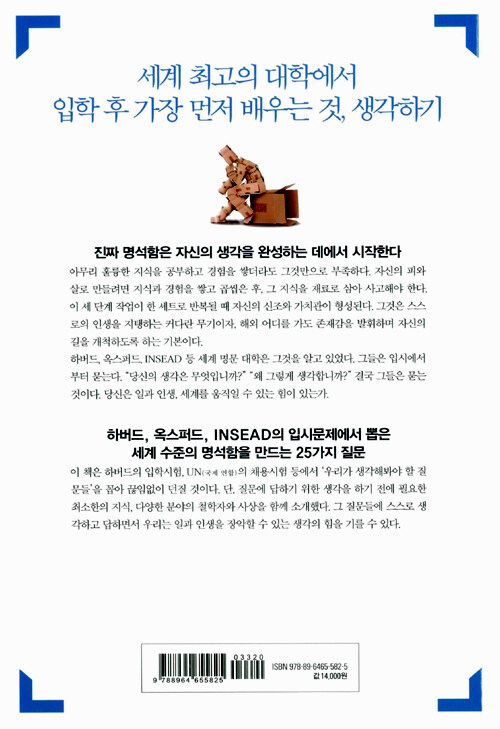 세계 최고의 대학에서
입학 후 가장 먼저 배우는 것, 생각하기
진짜 명석함은 자신의 생각을 완성하는 데에서 시작한다
아무리 훌륭한 지식을 공부하고 경험을 쌓더라도 그것만으로 부족하다. 자신의 피와
살로 만들려면 지식과 경험을 쌓고 곱씹은 후, 그 지식을 재료로 삼아 사고해야 한다.
이 세 단계 작업이 한 세트로 반복될 때 자신의 신조와 가치관이 형성된다. 그것은 스스
로의 인생을 지탱하는 커다란 무기이자, 해외 어디를 가도 존재감을 발휘하며 자신의
길을 개척하도록 하는 기본이다.
하버드, 옥스퍼드, INSEAD 등 세계 명문 대학은 그것을 알고 있었다. 그들은 입시에서
부터 묻는다. “당신의 생각은 무엇입니까?” “왜 그렇게 생각합니까?” 결국 그들은 묻는
것이다. 당신은 일과 인생, 세계를 움직일 수 있는 힘이 있는가.
하버드, 옥스퍼드, INSEAD의 입시문제에서 뽑은
세계 수준의 명석함을 만드는 25가지 질문
이 책은 하버드의 입학시험, UN(국제 연합)의 채용시험 등에서 ‘우리가 생각해봐야 할 질
문들’을 뽑아 끊임없이 던질 것이다. 단, 질문에 답하기 위한 생각을 하기 전에 필요한
최소한의 지식, 다양한 분야의 철학자와 사상을 함께 소개했다. 그 질문들에 스스로 생
각하고 답하면서 우리는 일과 인생을 장악할 수 있는 생각의 힘을 기를 수 있다.
03320
9 788964 655825
ISBN 978-89-6465-582-5
값 14,000원